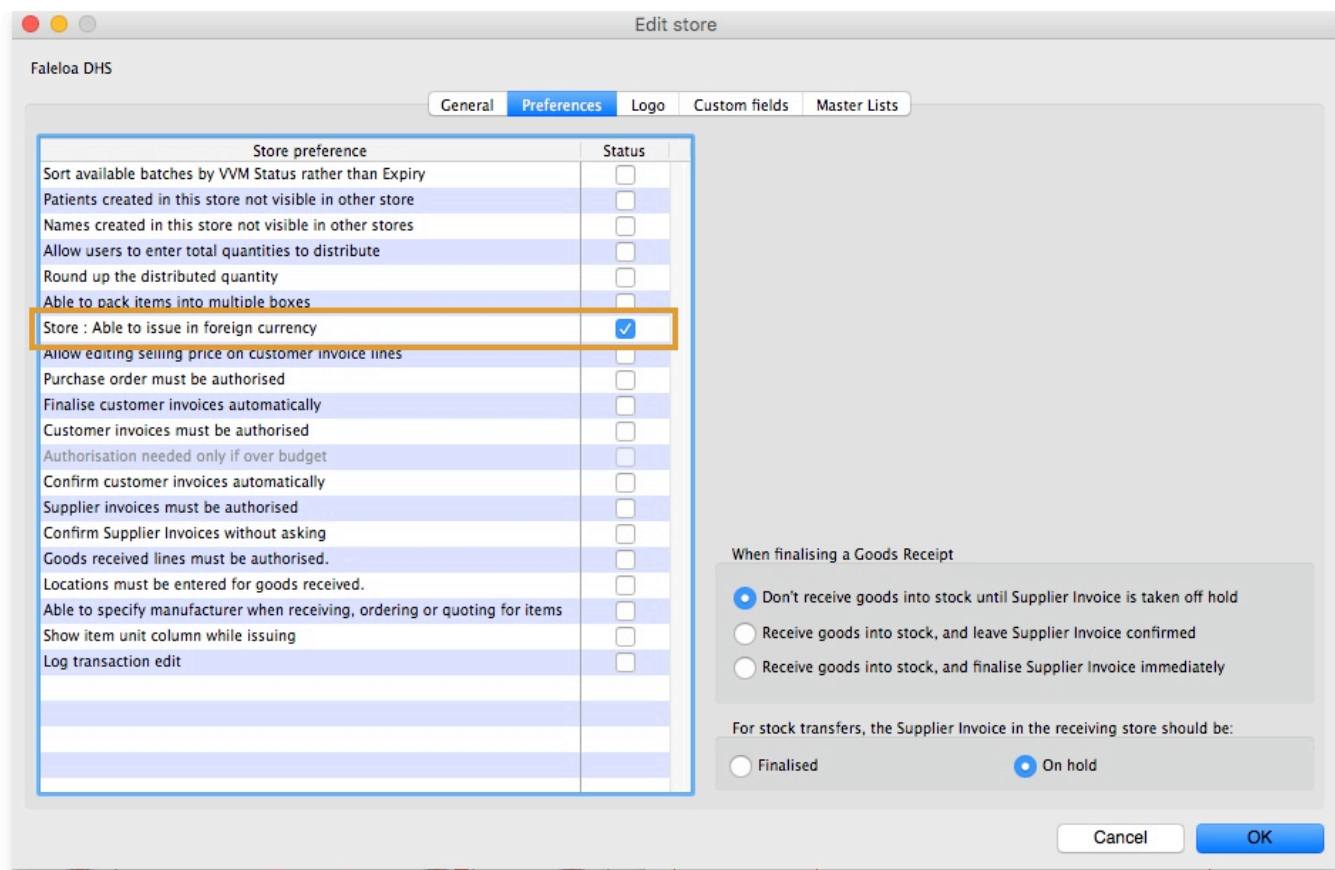 Edit store
Faleloa DHS
General Preferences Logo Custom fields Master Lists
Store preference Status
Sort available batches by VVM Status rather than Expiry
Patients created in this store not visible in other store
Names created in this store not visible in other stores
Allow users to enter total quantities to distribute
Round up the distributed quantity
Able to pack items into multiple boxes
Store : Able to issue in foreign currency
Allow editing selling price on customer invoice lines
Purchase order must be authorised
Finalise customer invoices automatically
Customer invoices must be authorised
Authorisation needed only if over budget
Confirm customer invoices automatically
Supplier invoices must be authorised
Confirm Supplier Invoices without asking
Goods received lines must be authorised.
Locations must be entered for goods received.
Able to specify manufacturer when receiving, ordering or quoting for items
Show item unit column while issuing
Log transaction edit
When finalising a Goods Receipt
Don't receive goods into stock until Supplier Invoice is taken off hold
Receive goods into stock, and leave Supplier Invoice confirmed
Receive goods into stock, and finalise Supplier Invoice immediately
For stock transfers, the Supplier Invoice in the receiving store should be:
Finalised On hold
Cancel OK